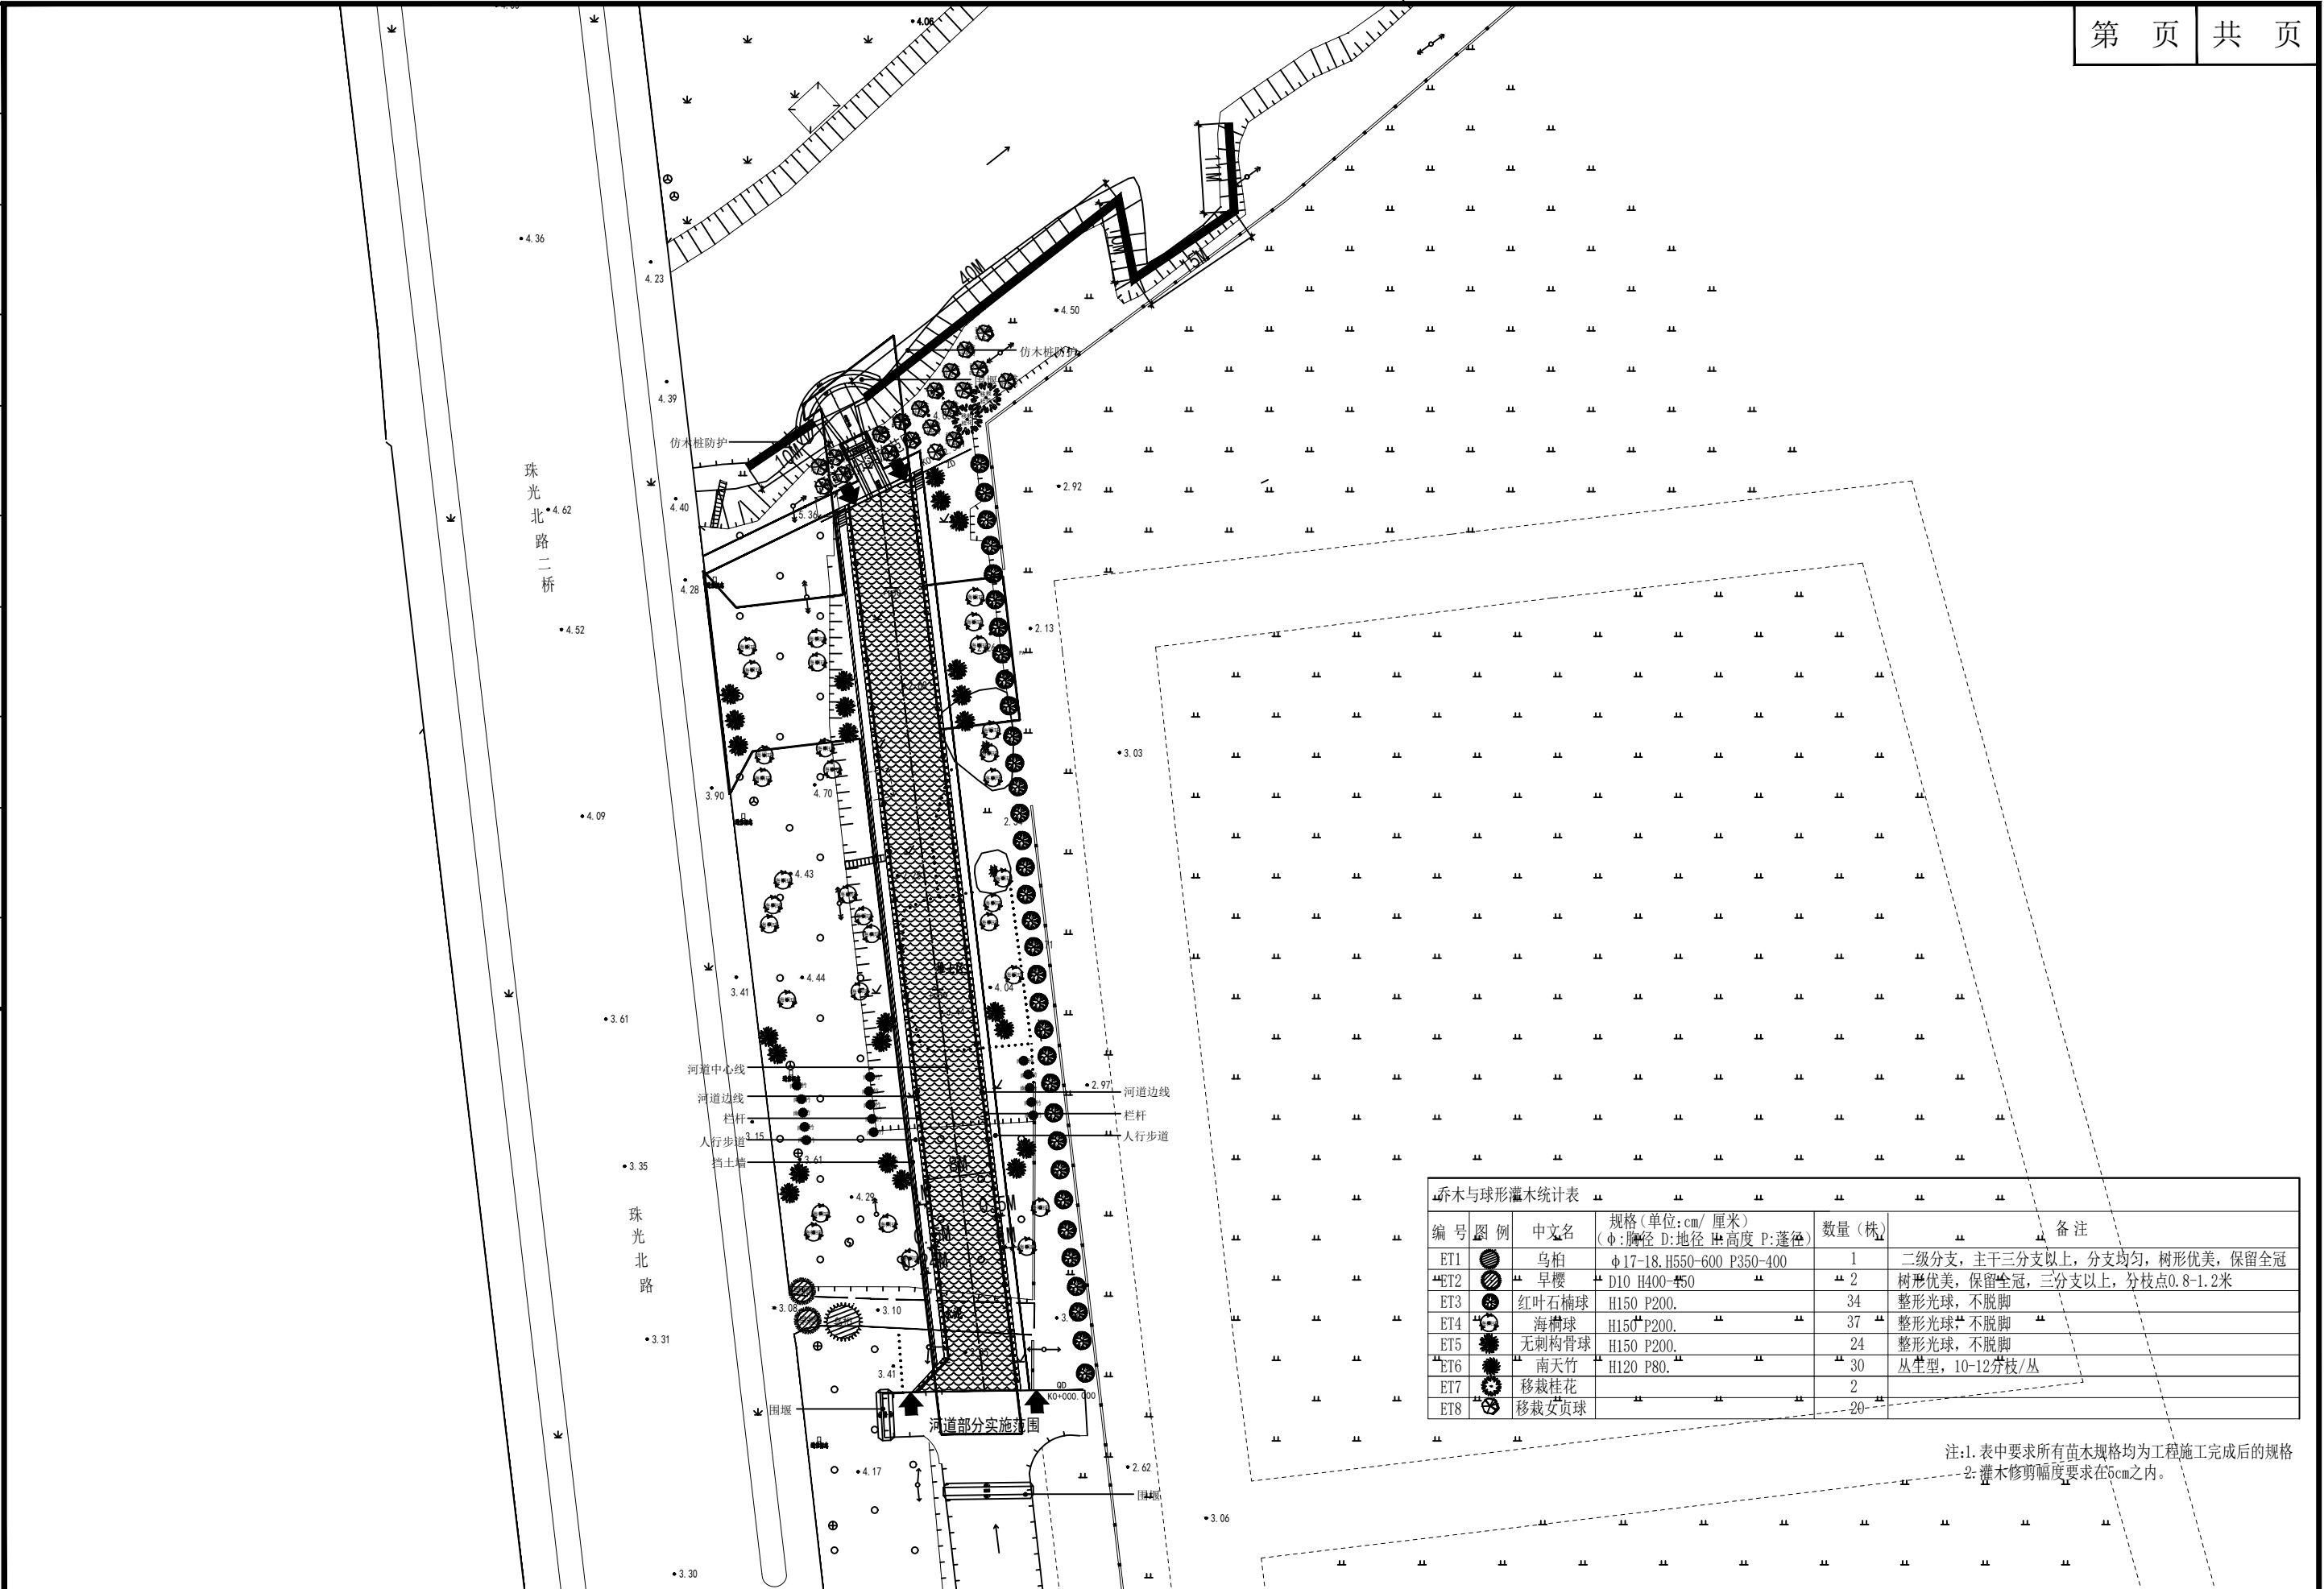 第 页 共 页
4.06
4.36
4.23
11M
10M
15M
40M
4.50
仿木桩防护
4.39
仿木桩防护
10M
2.92
珠光北路二桥
4.62
4.40
5.36
4.28
4.52
2.13
3.03
3.90
4.70
4.09
4.43
3.41
4.44
4.04
3.61
河道中心线
河道边线
栏杆
人行步道
挡土墙
2.97
河道边线
栏杆
人行步道
3.15
3.61
3.35
4.29
珠光北路
3.08
3.10
3.31
3.41
QD
K0+000.000
围堰
河道部分实施范围
4.17
2.62
围堰
3.06
3.30
乔木与球形灌木统计表
编号 图例 中文名 规格(单位:cm/ 厘米) (φ:胸径 D:地径 H:高度 P:蓬径) 数量(株) 备注
ET1 乌桕 φ17-18.H550-600 P350-400 1 二级分支，主干三分支以上，分支均匀，树形优美，保留全冠
ET2 早樱 D10 H400-450 2 树形优美，保留全冠，三分支以上，分枝点0.8-1.2米
ET3 红叶石楠球 H150 P200. 34 整形光球，不脱脚
ET4 海桐球 H150 P200. 37 整形光球，不脱脚
ET5 无刺构骨球 H150 P200. 24 整形光球，不脱脚
ET6 南天竹 H120 P80. 30 丛生型，10-12分枝/丛
ET7 移栽桂花 2
ET8 移栽女贞球 20
注:1.表中要求所有苗木规格均为工程施工完成后的规格
2.灌木修剪幅度要求在5cm之内。